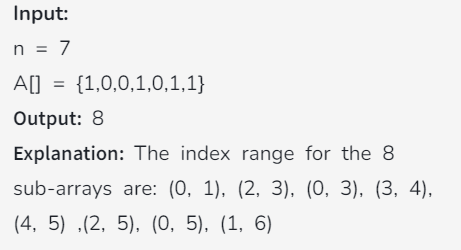 Input:
n = 7
A[] = {1,0,0,1,0,1,1}
Output: 8
Explanation: The index range for the 8
sub-arrays are: (0, 1), (2, 3), (0, 3), (3, 4),
(4, 5) ,(2, 5), (0, 5), (1, 6)